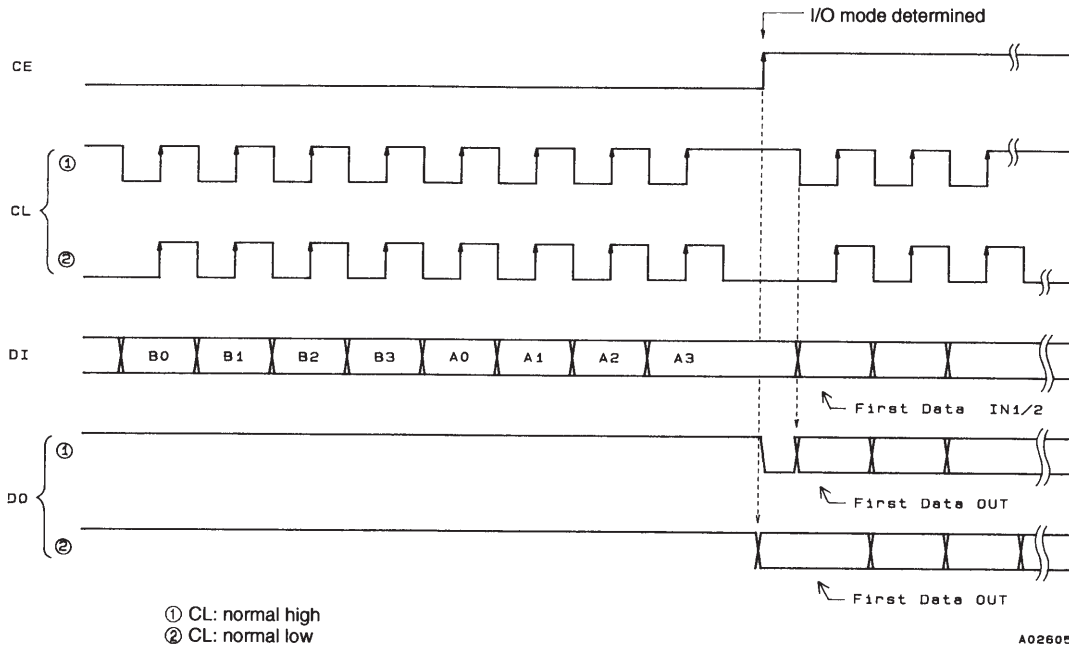 I/O mode determined
CE
CL
①
②
DI
B0 B1 B2 B3 A0 A1 A2 A3
First Data IN1/2
DO
①
First Data OUT
②
First Data OUT
① CL: normal high
② CL: normal low
A02605